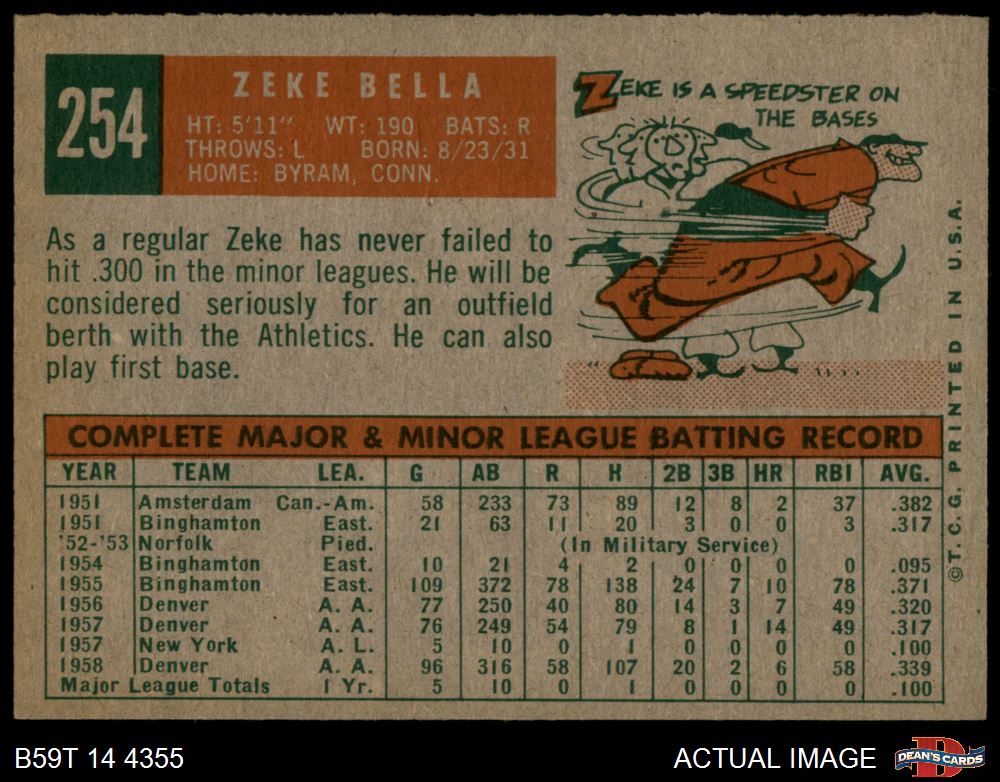 254
ZEKE BELLA
HT: 5'11" WT: 190 BATS: R
THROWS: L BORN: 8/23/31
HOME: BYRAM, CONN.
ZEKE IS A SPEEDSTER ON
THE BASES
As a regular Zeke has never failed to
hit .300 in the minor leagues. He will be
considered seriously for an outfield
berth with the Athletics. He can also
play first base.
COMPLETE MAJOR & MINOR LEAGUE BATTING RECORD
YEAR TEAM LEA. G AB R H 2B 3B HR RBI AVG.
1951 Amsterdam Can.-Am. 58 233 73 89 12 8 2 37 .382
1951 Binghamton East. 21 63 11 20 3 0 0 3 .317
'52-'53 Norfolk Pied. (In Military Service)
1954 Binghamton East. 10 21 4 2 0 0 0 0 .095
1955 Binghamton East. 109 372 78 138 24 7 10 78 .371
1956 Denver A. A. 77 250 40 80 14 3 7 49 .320
1957 Denver A. A. 76 249 54 79 8 1 14 49 .317
1957 New York A. L. 5 10 0 1 0 0 0 0 .100
1958 Denver A. A. 96 316 58 107 20 2 6 58 .339
Major League Totals 1 Yr. 5 10 0 1 0 0 0 0 .100
©T. C. G. PRINTED IN U.S.A.
B59T 14 4355
ACTUAL IMAGE
D
DEAN'S CARDS